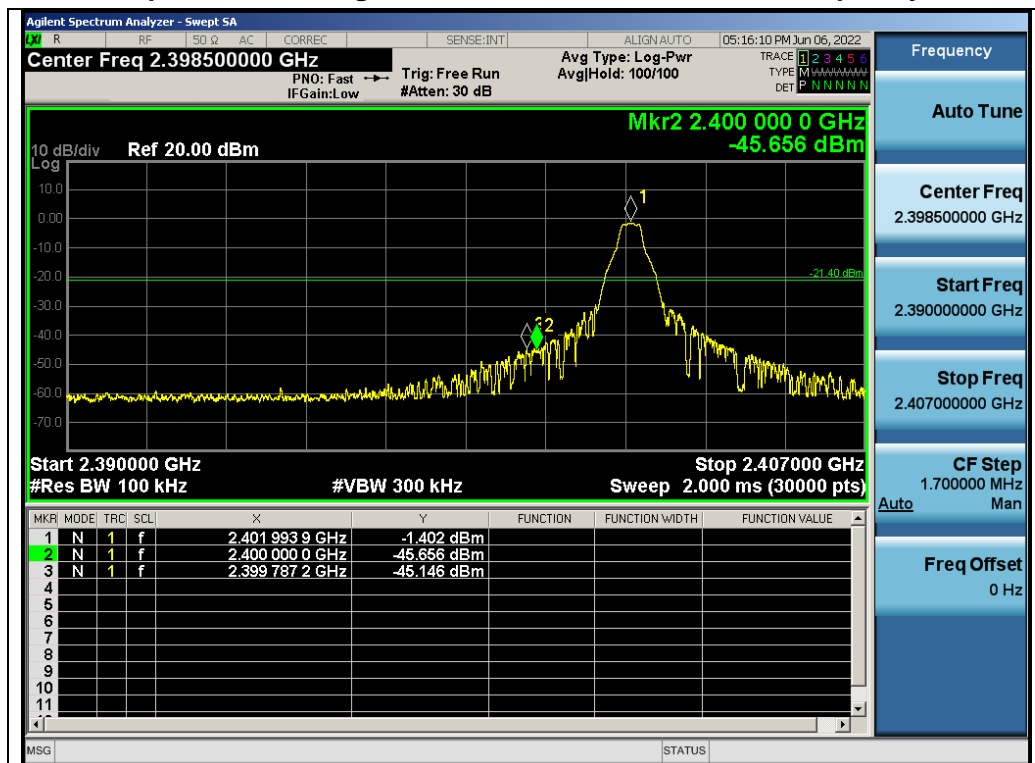 Agilent Spectrum Analyzer - Swept SA
LXI R RF 50 Ω AC CORREC SENSE:INT ALIGN AUTO 05:16:10 PM Jun 06, 2022
Center Freq 2.398500000 GHz
PNO: Fast
IFGain:Low
Trig: Free Run
#Atten: 30 dB
Avg Type: Log-Pwr
Avg|Hold: 100/100
TRACE 1 2 3 4 5 6
TYPE M
DET P N N N N N
Mkr2 2.400 000 0 GHz
-45.656 dBm
10 dB/div Ref 20.00 dBm
Log
10.0
0.00
-10.0
-20.0
-30.0
-40.0
-50.0
-60.0
-70.0
1
-21.40 dBm
2
Start 2.390000 GHz Stop 2.407000 GHz
#Res BW 100 kHz #VBW 300 kHz Sweep 2.000 ms (30000 pts)
MKR MODE TRC SCL X Y FUNCTION FUNCTION WIDTH FUNCTION VALUE
1 N 1 f 2.401 993 9 GHz -1.402 dBm
2 N 1 f 2.400 000 0 GHz -45.656 dBm
3 N 1 f 2.399 787 2 GHz -45.146 dBm
4
5
6
7
8
9
10
11
MSG STATUS
Frequency
Auto Tune
Center Freq
2.398500000 GHz
Start Freq
2.390000000 GHz
Stop Freq
2.407000000 GHz
CF Step
1.700000 MHz
Auto Man
Freq Offset
0 Hz